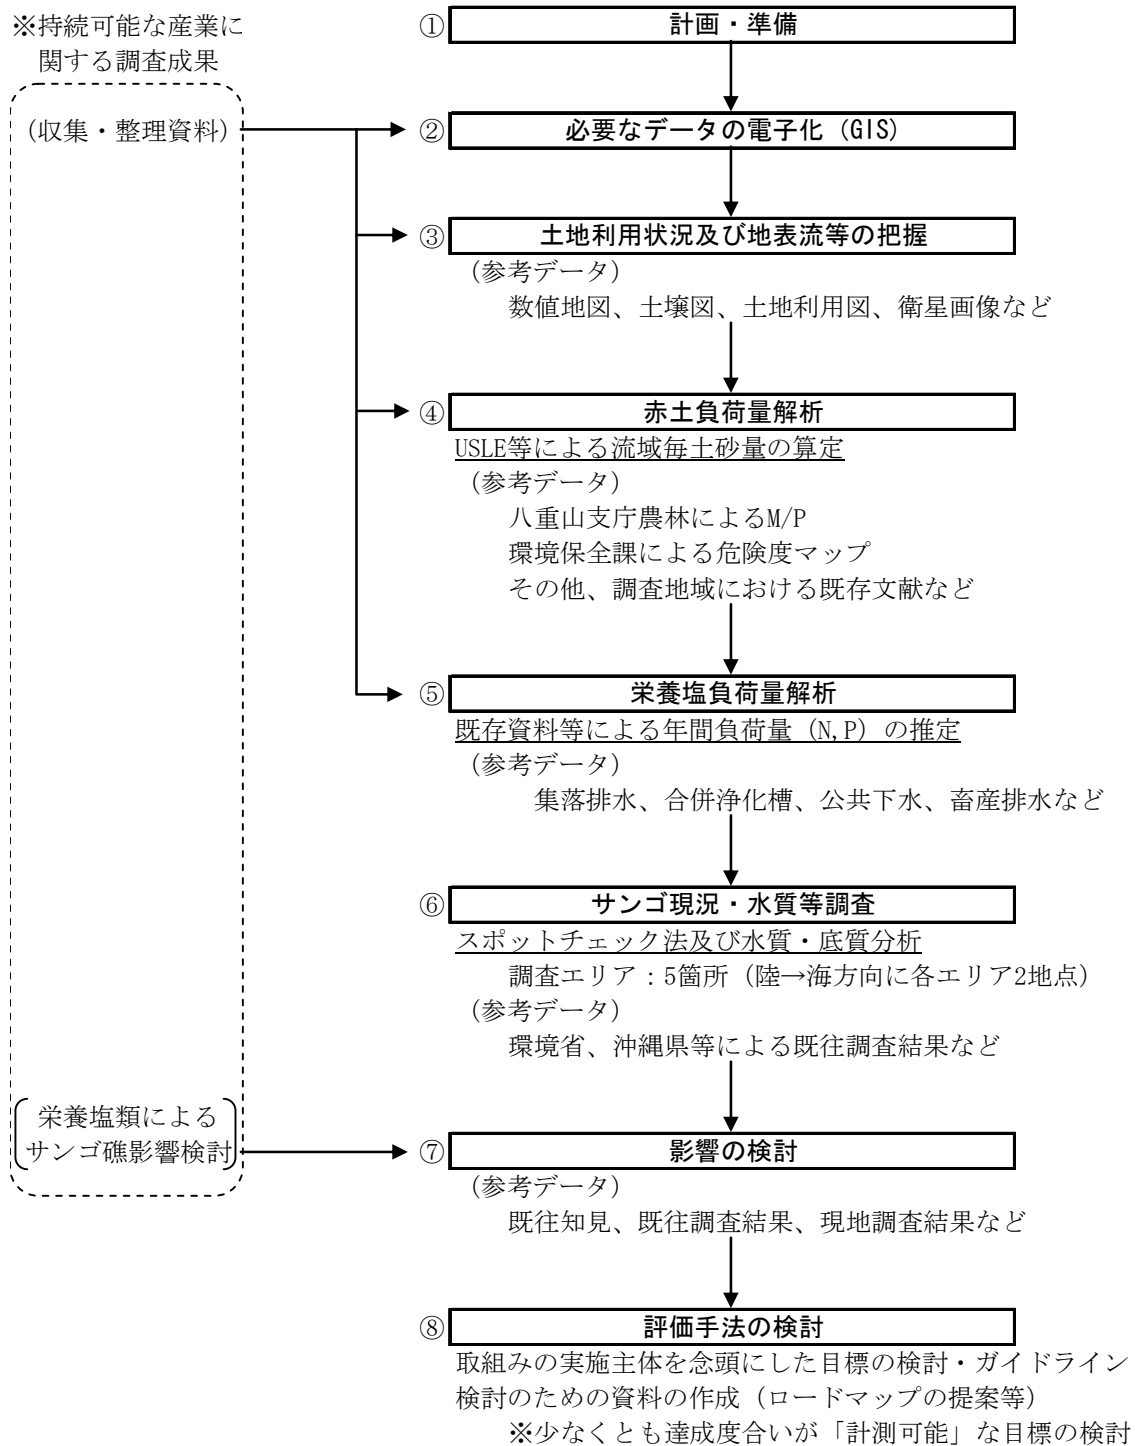 ※持続可能な産業に
関する調査成果
(収集・整理資料)
栄養塩類による
サンゴ礁影響検討
① 計画・準備
② 必要なデータの電子化（GIS）
③ 土地利用状況及び地表流等の把握
(参考データ)
数値地図、土壌図、土地利用図、衛星画像など
④ 赤土負荷量解析
USLE等による流域毎土砂量の算定
(参考データ)
八重山支庁農林によるM/P
環境保全課による危険度マップ
その他、調査地域における既存文献など
⑤ 栄養塩負荷量解析
既存資料等による年間負荷量（N,P）の推定
(参考データ)
集落排水、合併浄化槽、公共下水、畜産排水など
⑥ サンゴ現況・水質等調査
スポットチェック法及び水質・底質分析
調査エリア：5箇所（陸→海方向に各エリア2地点）
(参考データ)
環境省、沖縄県等による既往調査結果など
⑦ 影響の検討
(参考データ)
既往知見、既往調査結果、現地調査結果など
⑧ 評価手法の検討
取組みの実施主体を念頭にした目標の検討・ガイドライン
検討のための資料の作成（ロードマップの提案等）
※少なくとも達成度合いが「計測可能」な目標の検討